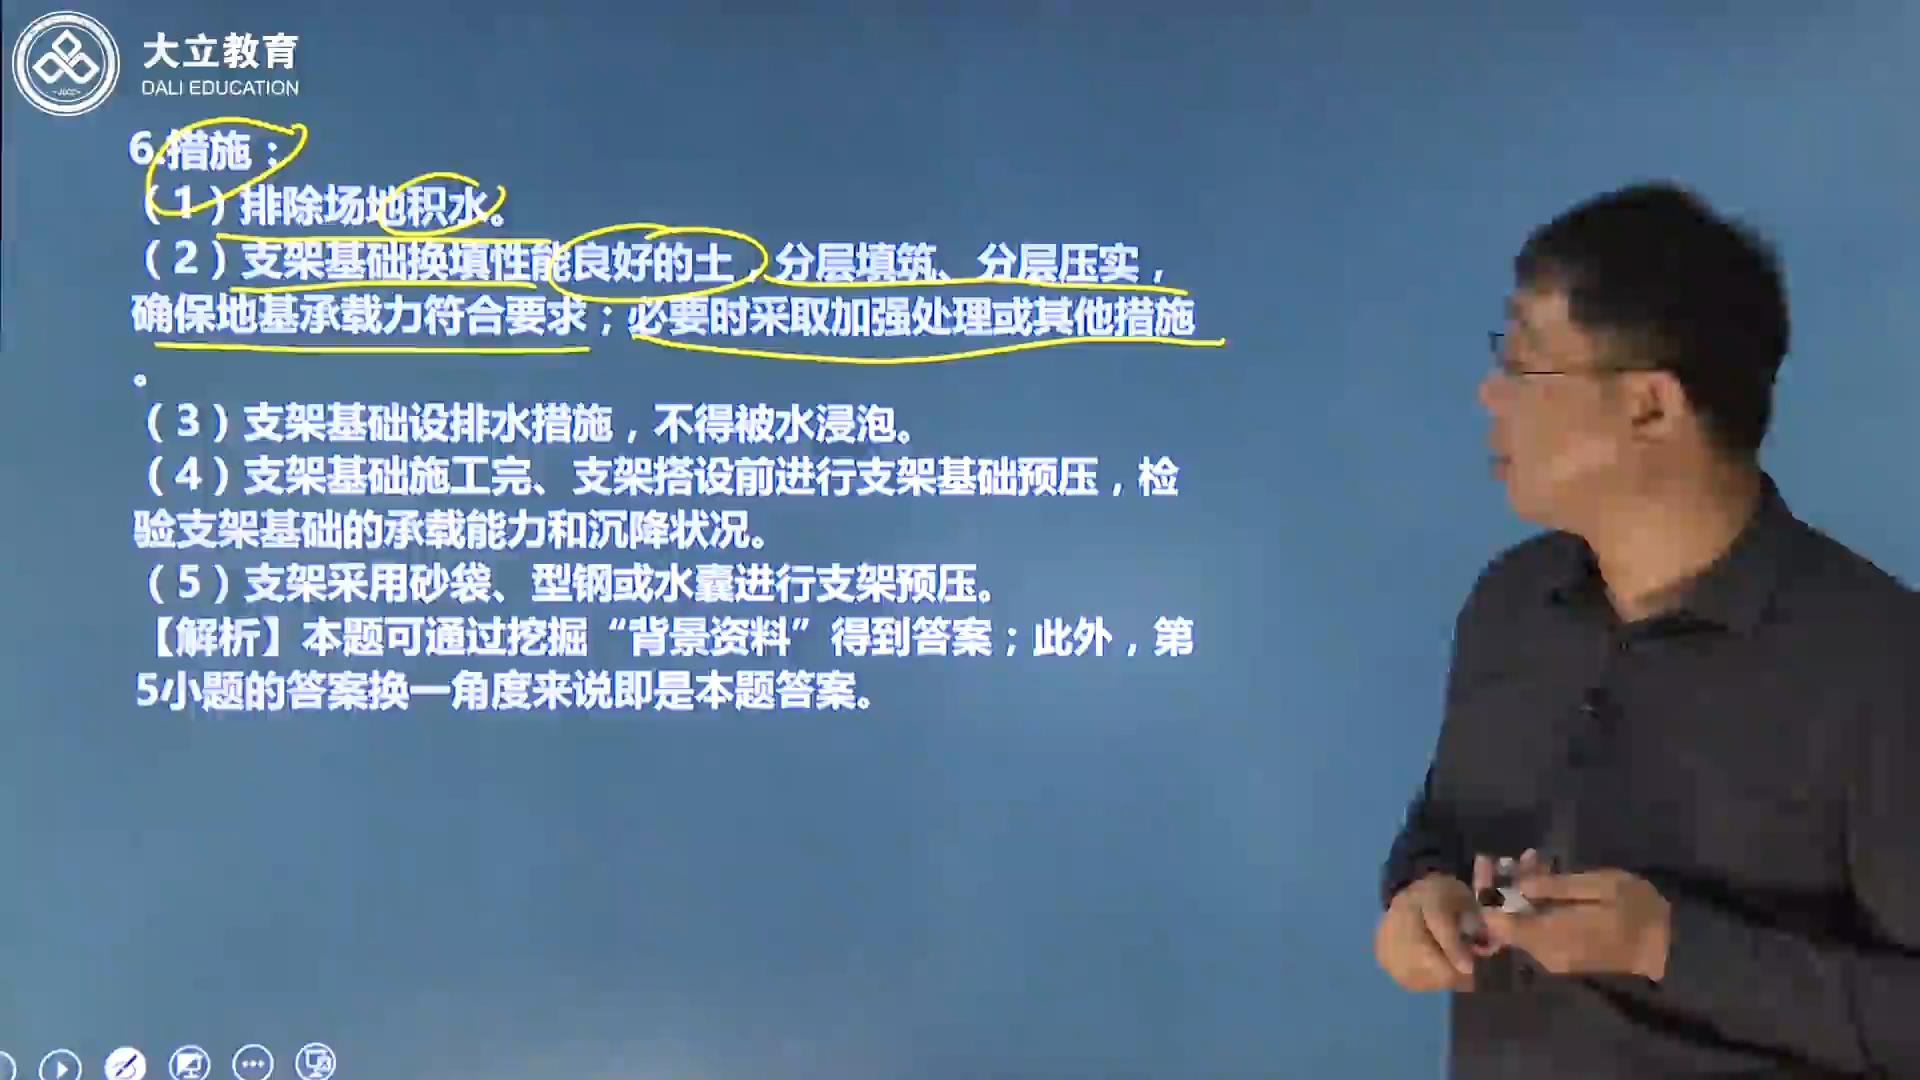 大立教育
DALI EDUCATION
6.措施：
（1）排除场地积水。
（2）支架基础换填性能良好的土，分层填筑、分层压实，
确保地基承载力符合要求；必要时采取加强处理或其他措施
。
（3）支架基础设排水措施，不得被水浸泡。
（4）支架基础施工完、支架搭设前进行支架基础预压，检
验支架基础的承载能力和沉降状况。
（5）支架采用砂袋、型钢或水囊进行支架预压。
【解析】本题可通过挖掘“背景资料”得到答案；此外，第
5小题的答案换一角度来说即是本题答案。